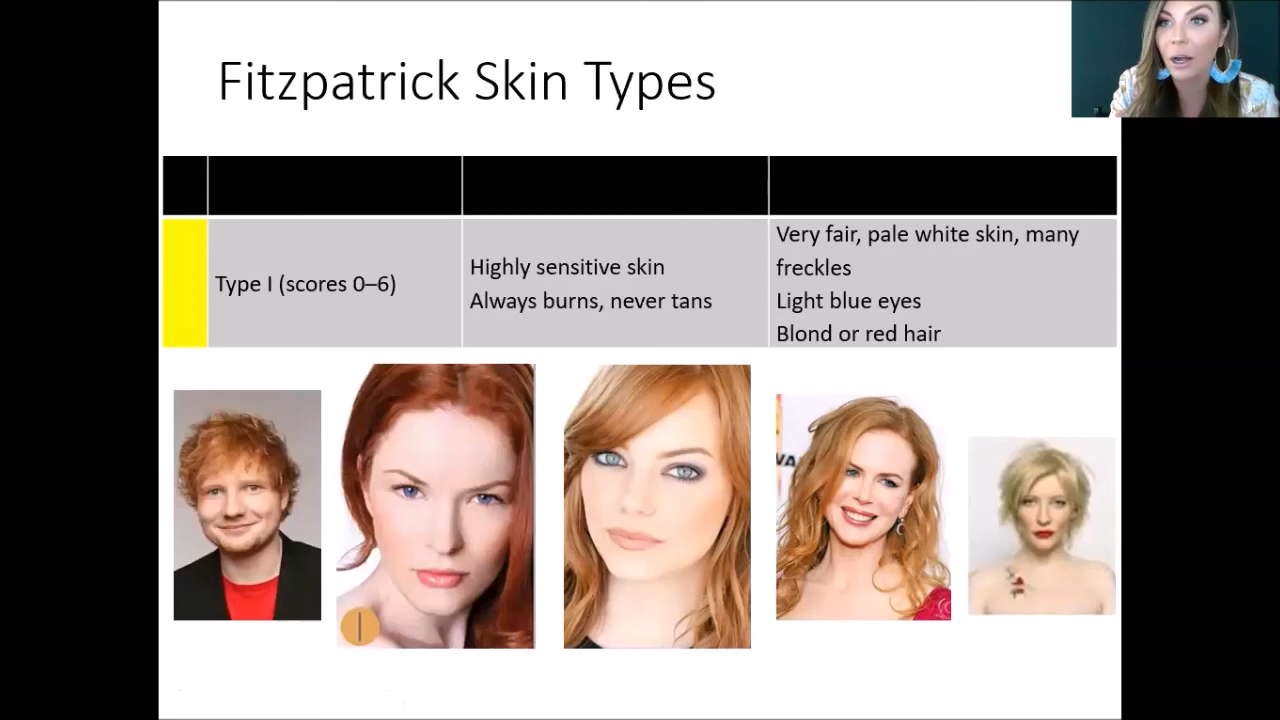 Fitzpatrick Skin Types
Type I (scores 0–6)
Highly sensitive skin
Always burns, never tans
Very fair, pale white skin, many
freckles
Light blue eyes
Blond or red hair
I
WA